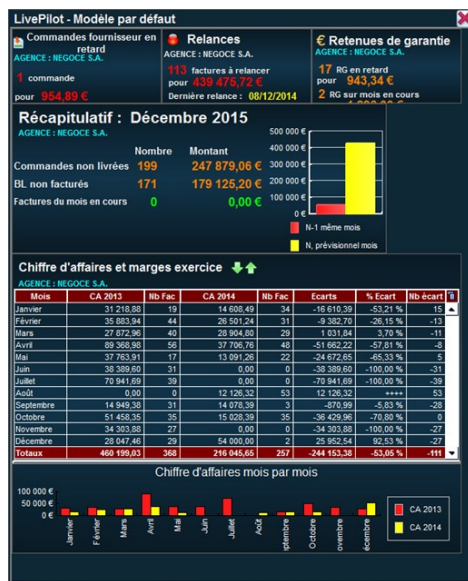 LivePilot - Modèle par défaut
Commandes fournisseur en retard
AGENCE : NEGOCE S.A.
1 commande
pour 954,89 €
Relances
AGENCE : NEGOCE S.A.
113 factures à relancer
pour 439 475,72 €
Dernière relance : 08/12/2014
€ Retenues de garantie
AGENCE : NEGOCE S.A.
17 RG en retard
pour 943,34 €
2 RG sur mois en cours
Récapitulatif : Décembre 2015
AGENCE : NEGOCE S.A.
Nombre Montant
Commandes non livrées 199 247 879,06 €
BL non facturés 171 179 125,20 €
Factures du mois en cours 0 0,00 €
500 000 €
400 000 €
300 000 €
200 000 €
100 000 €
0 €
N-1 même mois
N, prévisionnel mois
Chiffre d'affaires et marges exercice
AGENCE : NEGOCE S.A.
Mois CA 2013 Nb Fac CA 2014 Nb Fac Ecarts % Ecart Nb écart
Janvier 31 218,88 19 14 608,49 34 -16 610,39 -53,21 % 15
Février 35 883,94 44 26 501,24 31 -9 382,70 -26,15 % -13
Mars 27 872,96 40 28 904,80 29 1 031,84 3,70 % -11
Avril 89 368,98 56 37 706,76 48 -51 662,22 -57,81 % -8
Mai 37 763,91 17 13 091,26 22 -24 672,65 -65,33 % 5
Juin 38 389,60 31 0,00 0 -38 389,60 -100,00 % -31
Juillet 70 941,69 39 0,00 0 -70 941,69 -100,00 % -39
Août 0,00 0 12 126,32 53 12 126,32 ++++ 53
Septembre 14 949,38 31 14 078,39 3 -870,99 -5,83 % -28
Octobre 51 458,35 35 15 028,39 35 -36 429,96 -70,80 % 0
Novembre 34 303,88 27 0,00 0 -34 303,88 -100,00 % -27
Décembre 28 047,46 29 54 000,00 2 25 952,54 92,53 % -27
Totaux 460 199,03 368 216 045,65 257 -244 153,38 -53,05 % -111
Chiffre d'affaires mois par mois
100 000 €
50 000 €
0 €
Janvier
Février
Mars
Avril
Mai
Juin
Juillet
Août
eptembre
Octobre
ovembre
écembre
CA 2013
CA 2014